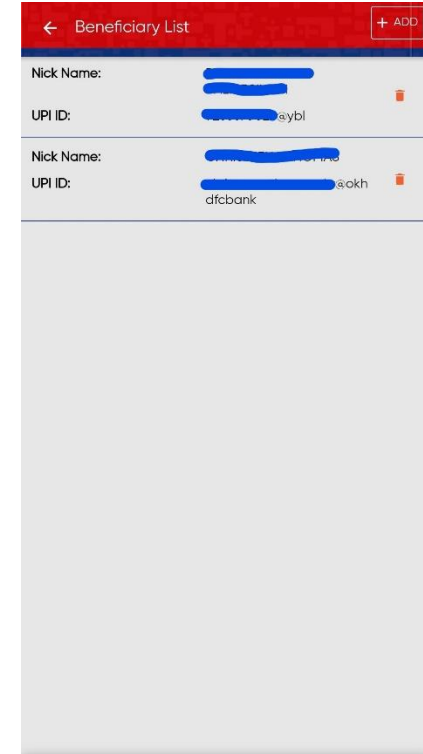 ← Beneficiary List
+ ADD
Nick Name:
UPI ID: @ybl
Nick Name:
UPI ID: @okh
dfcbank